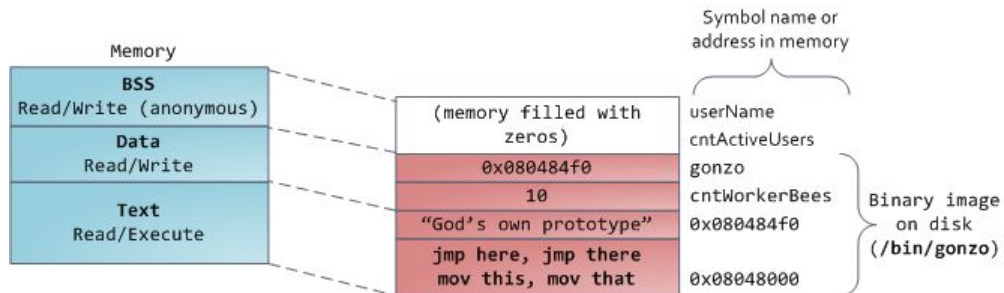 Symbol name or
address in memory
Memory
BSS
Read/Write (anonymous)
Data
Read/Write
Text
Read/Execute
(memory filled with
zeros)
0x080484f0
10
“God’s own prototype”
jmp here, jmp there
mov this, mov that
userName
cntActiveUsers
gonzo
cntWorkerBees
0x080484f0
0x08048000
Binary image
on disk
(/bin/gonzo)